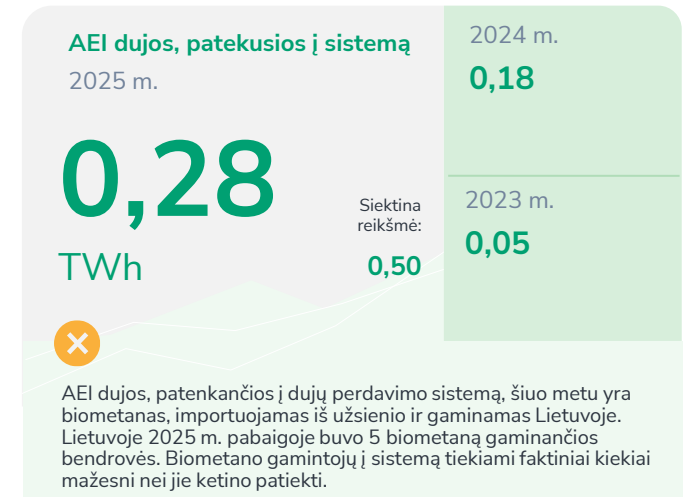 AEI dujos, patekusios į sistemą
2025 m.
0,28
TWh
Siektina
reikšmė:
0,50
2024 m.
0,18
2023 m.
0,05
AEI dujos, patenkančios į dujų perdavimo sistemą, šiuo metu yra
biometanas, importuojamas iš užsienio ir gaminamas Lietuvoje.
Lietuvoje 2025 m. pabaigoje buvo 5 biometaną gaminančios
bendrovės. Biometano gamintojų į sistemą tiekiami faktiniai kiekiai
mažesni nei jie ketino patiekti.